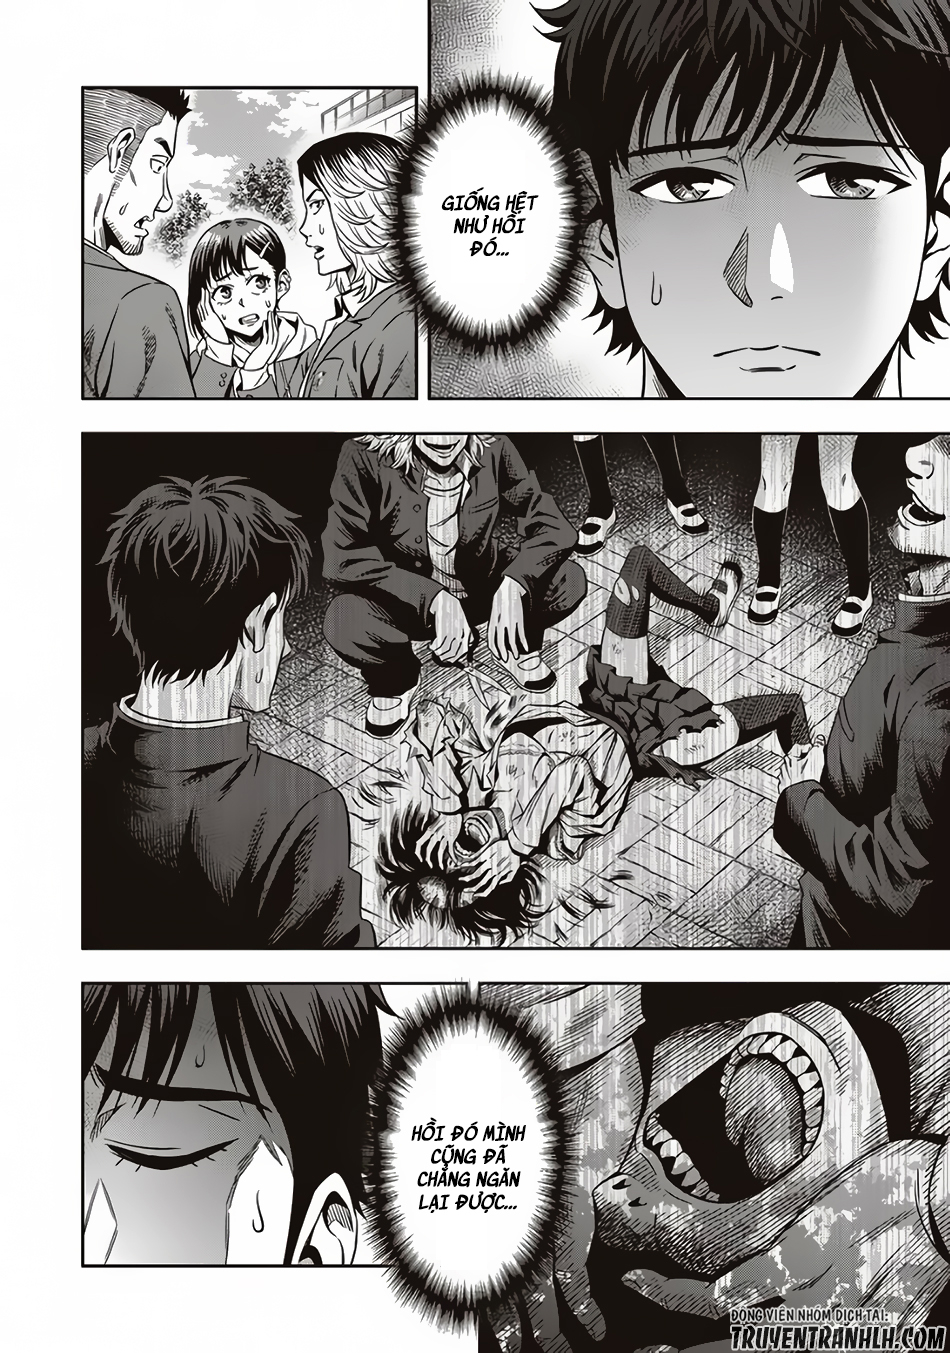 GIỐNG HỆT
NHƯ HỒI
ĐÓ...
HỒI ĐÓ MÌNH
CŨNG ĐÃ
CHẲNG NGĂN
LẠI ĐƯỢC...
ĐỘNG VIÊN NHÓM DỊCH TẠI:
TRUYENTRANHLH.COM